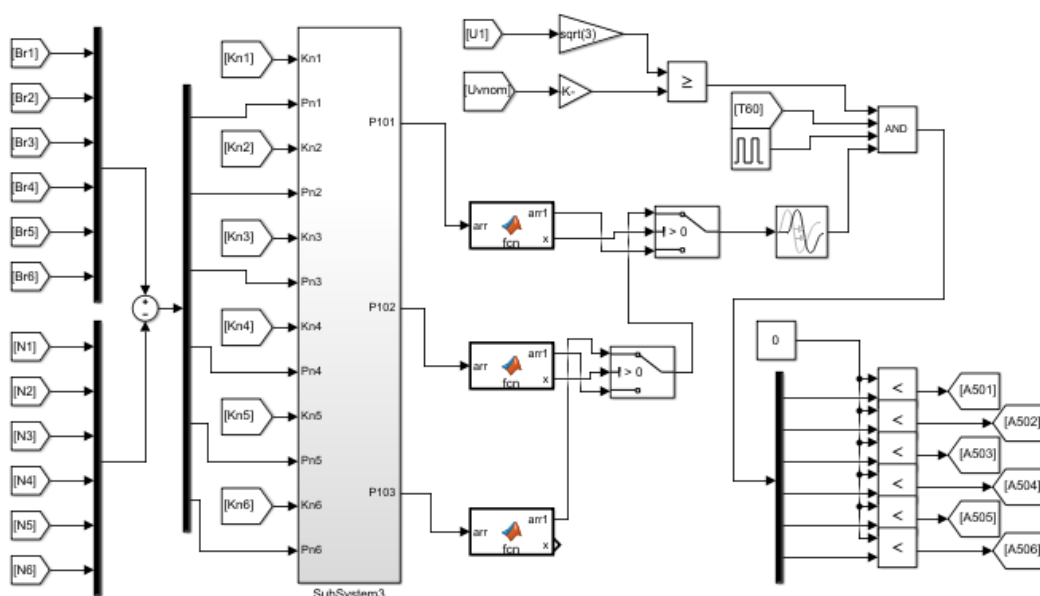 [Br1]
[Br2]
[Br3]
[Br4]
[Br5]
[Br6]
[N1]
[N2]
[N3]
[N4]
[N5]
[N6]
+
-
[Kn1]
[Kn2]
[Kn3]
[Kn4]
[Kn5]
[Kn6]
Kn1
Pn1
Kn2
Pn2
Kn3
Pn3
Kn4
Pn4
Kn5
Pn5
Kn6
Pn6
P101
P102
P103
SubSystem3
arr
arr1
x
fcn
arr
arr1
x
fcn
arr
arr1
x
fcn
[U1]
sqrt(3)
[Uvnom]
K-
≥
[T60]
AND
> 0
> 0
0
<
<
<
<
<
<
[A501]
[A502]
[A503]
[A504]
[A505]
[A506]